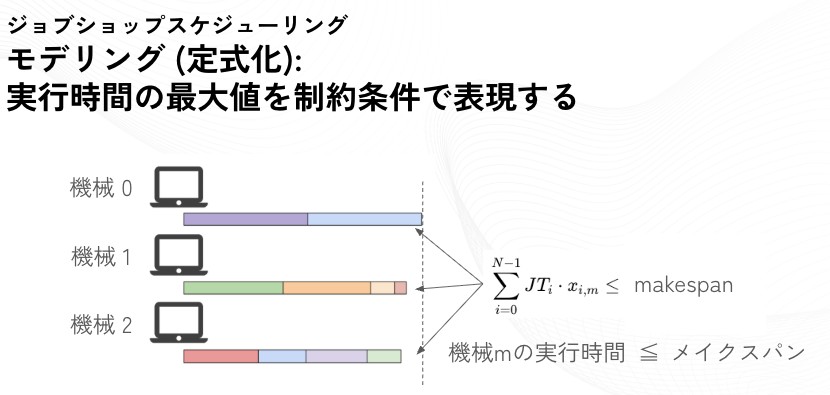 ジョブショップスケジューリング
モデリング (定式化):
実行時間の最大値を制約条件で表現する
機械 0
機械 1
機械 2
\sum_{i=0}^{N-1} JT_i \cdot x_{i,m} \leq makespan
機械mの実行時間 ≦ メイクスパン